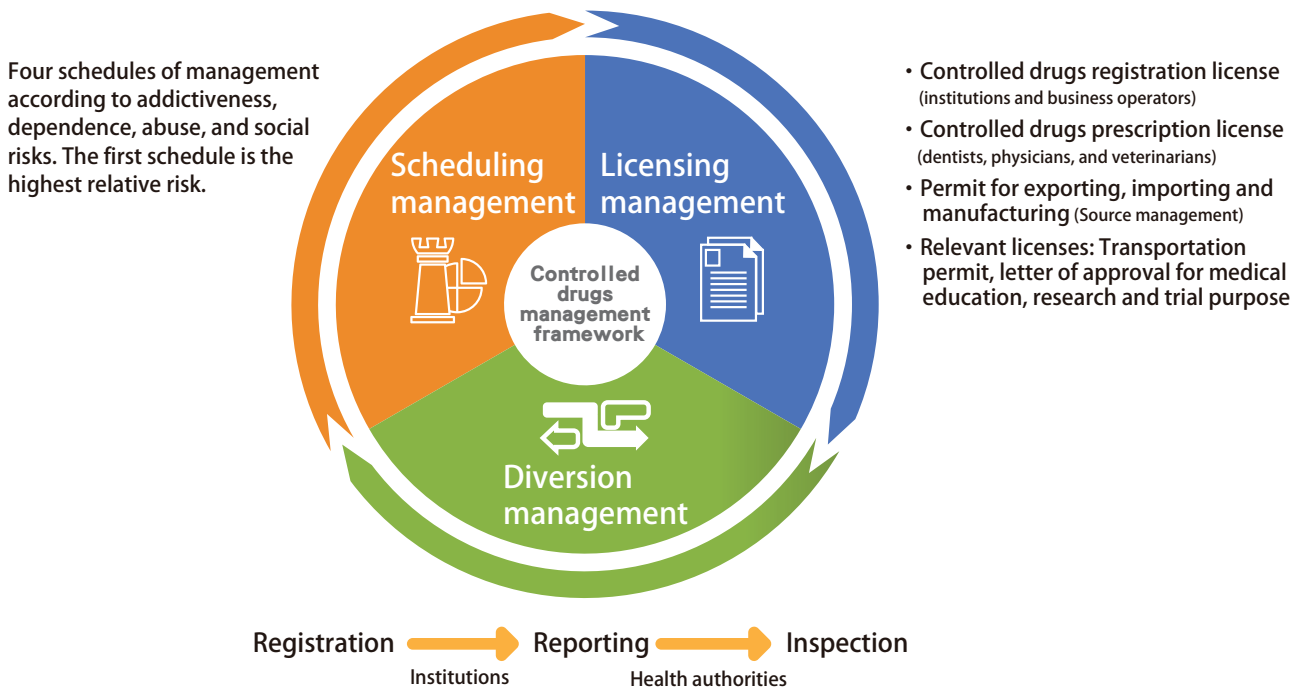 Four schedules of management
according to addictiveness,
dependence, abuse, and social
risks. The first schedule is the
highest relative risk.
Scheduling
management
Licensing
management
Controlled
drugs
management
framework
Diversion
management
・Controlled drugs registration license
(institutions and business operators)
・Controlled drugs prescription license
(dentists, physicians, and veterinarians)
・Permit for exporting, importing and
manufacturing (Source management)
・Relevant licenses: Transportation
permit, letter of approval for medical
education, research and trial purpose
Registration Reporting Inspection
Institutions Health authorities